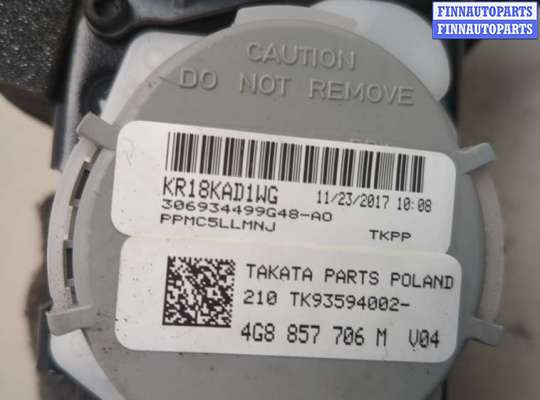 FINNAUTOPARTS
FINNAUTOPARTS
CAUTION
DO NOT REMOVE
KR18KAD1WG 11/23/2017 10:08
306934499G48-AO
PPMC5LLMNJ TKPP
TAKATA PARTS POLAND
210 TK93594002-
4G8 857 706 M V04